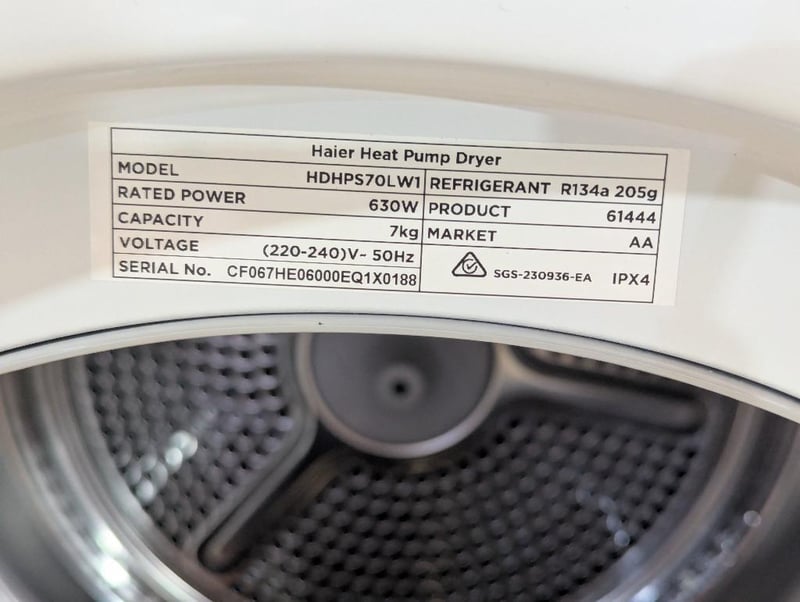 Haier Heat Pump Dryer
MODEL HDHPS70LW1 REFRIGERANT R134a 205g
RATED POWER 630W PRODUCT 61444
CAPACITY 7kg MARKET AA
VOLTAGE (220-240)V~ 50Hz SGS-230936-EA IPX4
SERIAL No. CF067HE06000EQ1X0188